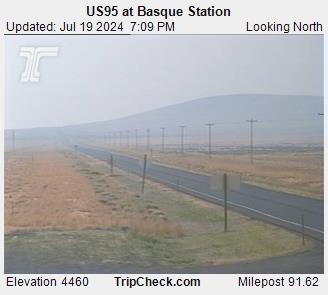 US95 at Basque Station
Updated: Jul 19 2024 7:09 PM Looking North
Elevation 4460 TripCheck.com Milepost 91.62